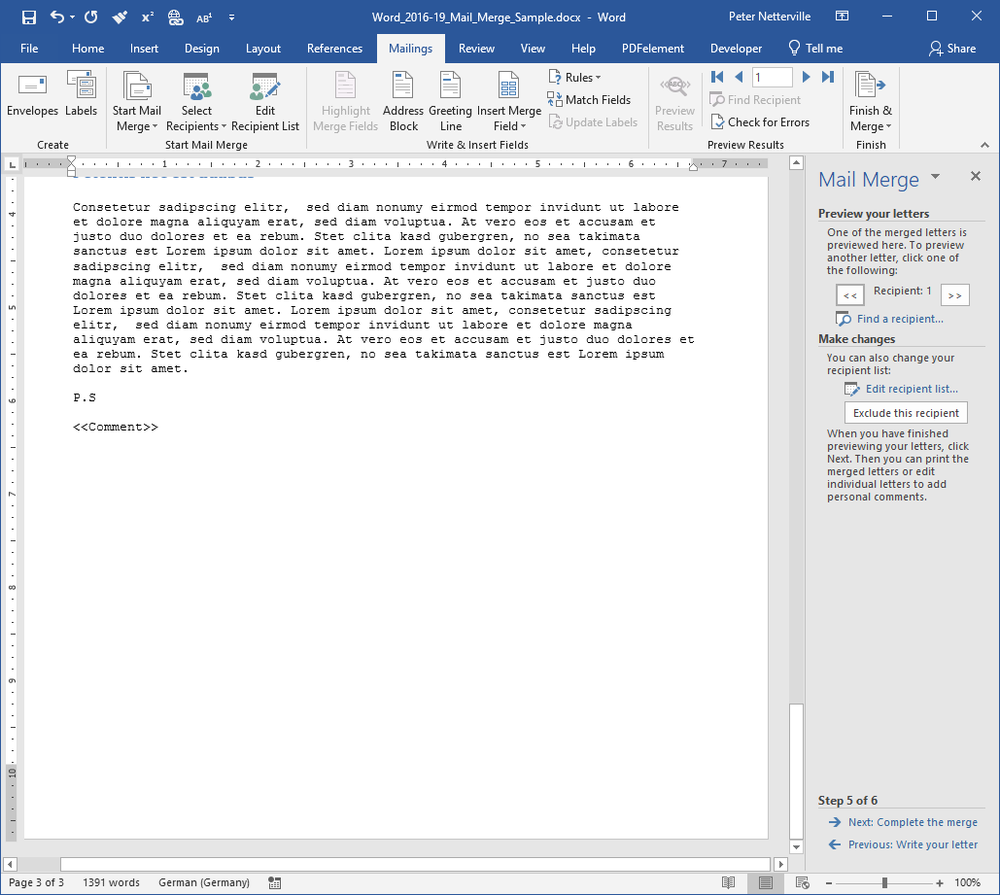 Word_2016-19_Mail_Merge_Sample.docx - Word
Peter Netterville
File Home Insert Design Layout References Mailings Review View Help PDFelement Developer Tell me Share
Envelopes
Labels
Create
Start Mail
Merge
Select
Recipients
Edit
Recipient List
Start Mail Merge
Highlight
Merge Fields
Address
Block
Greeting
Line
Insert Merge
Field
Rules
Match Fields
Update Labels
Write & Insert Fields
Preview
Results
1
Find Recipient
Check for Errors
Preview Results
Finish &
Merge
Finish
1 2 3 4 5 6 7
4
5
6
7
8
9
10
Consetetur sadipscing elitr,  sed diam nonumy eirmod tempor invidunt ut labore
et dolore magna aliquyam erat, sed diam voluptua. At vero eos et accusam et
justo duo dolores et ea rebum. Stet clita kasd gubergren, no sea takimata
sanctus est Lorem ipsum dolor sit amet. Lorem ipsum dolor sit amet, consetetur
sadipscing elitr,  sed diam nonumy eirmod tempor invidunt ut labore et dolore
magna aliquyam erat, sed diam voluptua. At vero eos et accusam et justo duo
dolores et ea rebum. Stet clita kasd gubergren, no sea takimata sanctus est
Lorem ipsum dolor sit amet. Lorem ipsum dolor sit amet, consetetur sadipscing
elitr,  sed diam nonumy eirmod tempor invidunt ut labore et dolore magna
aliquyam erat, sed diam voluptua. At vero eos et accusam et justo duo dolores et
ea rebum. Stet clita kasd gubergren, no sea takimata sanctus est Lorem ipsum
dolor sit amet.
P.S
<<Comment>>
Mail Merge
Preview your letters
One of the merged letters is
previewed here. To preview
another letter, click one of
the following:
<< Recipient: 1 >>
Find a recipient...
Make changes
You can also change your
recipient list:
Edit recipient list...
Exclude this recipient
When you have finished
previewing your letters, click
Next. Then you can print the
merged letters or edit
individual letters to add
personal comments.
Step 5 of 6
Next: Complete the merge
Previous: Write your letter
Page 3 of 3 1391 words German (Germany) 100%